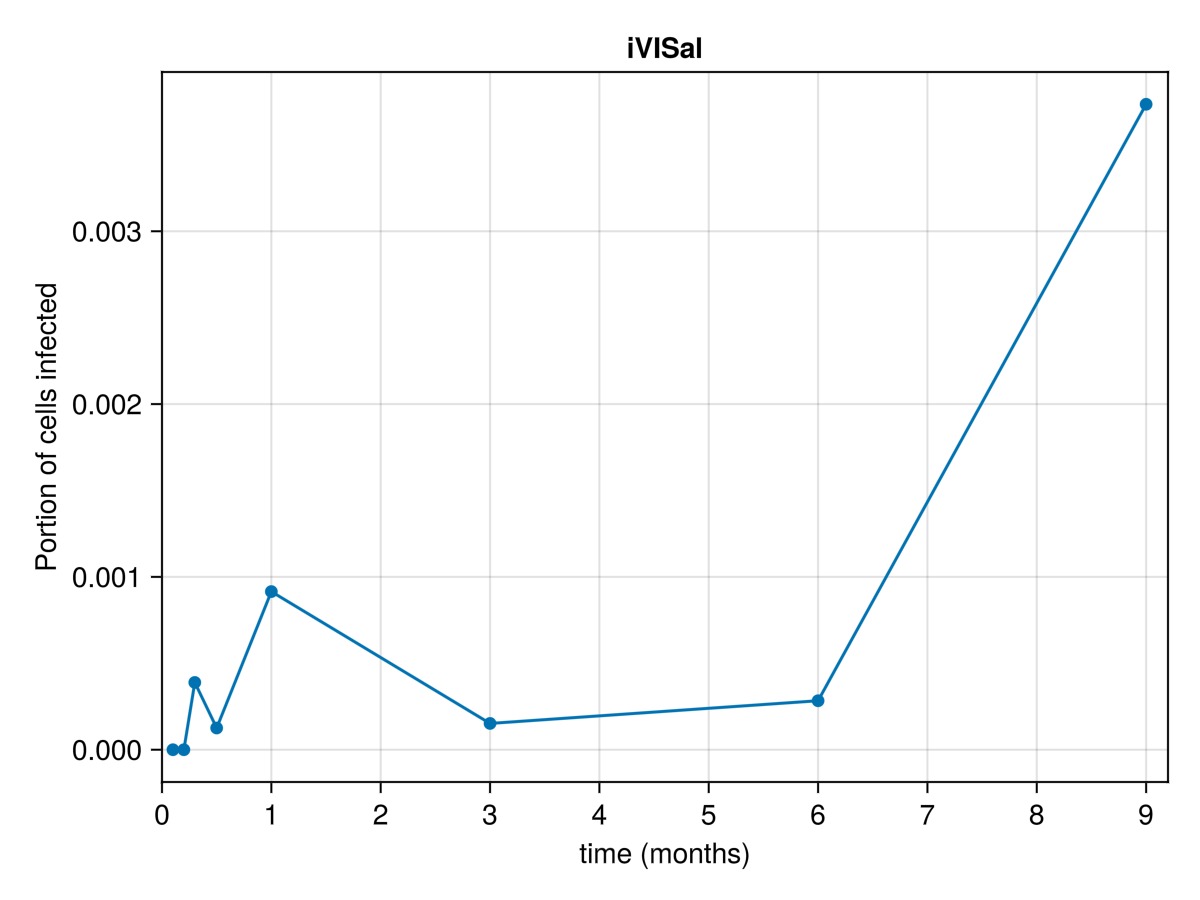 iVISal
Portion of cells infected
0.003
0.002
0.001
0.000
0 1 2 3 4 5 6 7 8 9
time (months)